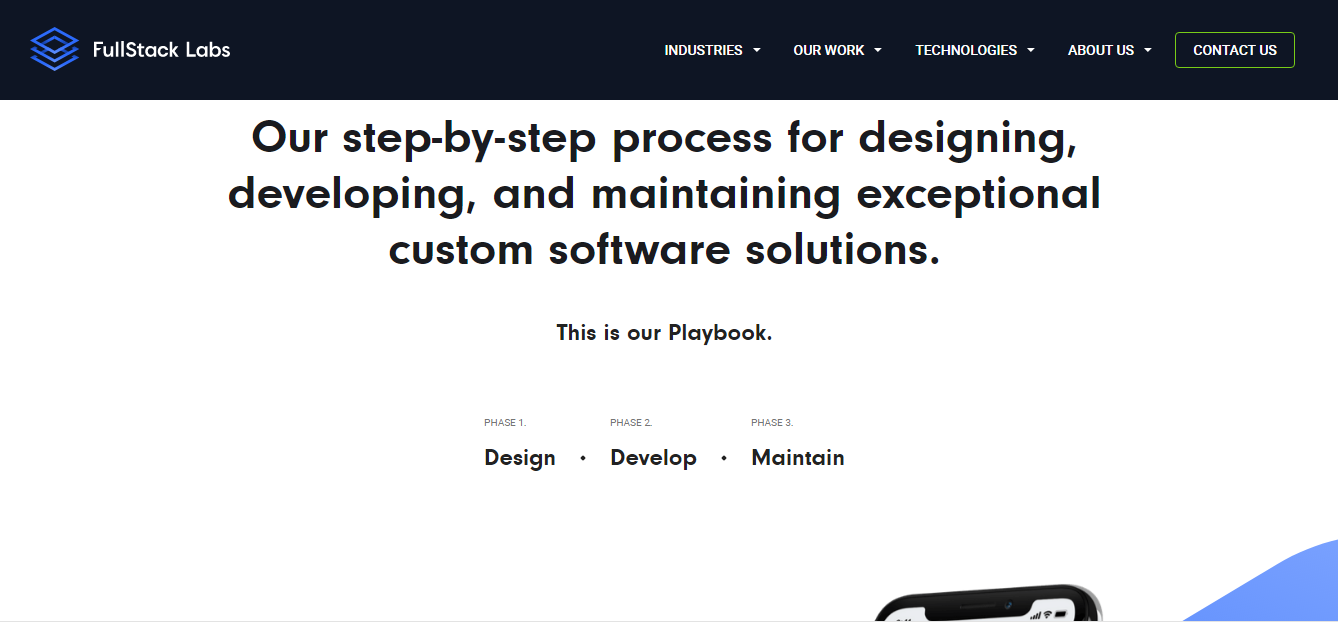 FullStack Labs
INDUSTRIES
OUR WORK
TECHNOLOGIES
ABOUT US
CONTACT US
Our step-by-step process for designing,
developing, and maintaining exceptional
custom software solutions.
This is our Playbook.
PHASE 1.
Design
PHASE 2.
Develop
PHASE 3.
Maintain